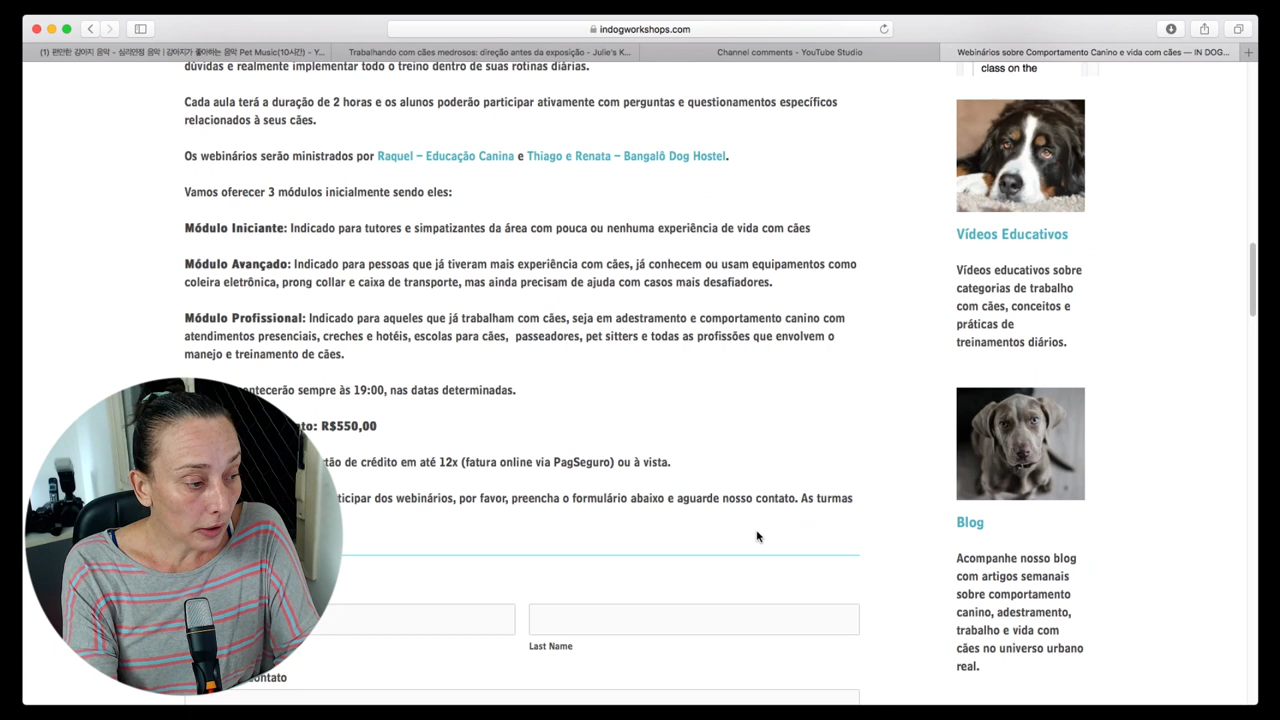 indogworkshops.com
(1) 편안한 강아지 음악 - 심리안정 음악 | 강아지가 좋아하는 음악 Pet Music(10시간) - Y...
Trabalhando com cães medrosos: direção antes da exposição - Julie's K...
Channel comments - YouTube Studio
Webinários sobre Comportamento Canino e vida com cães — IN DOG...
dúvidas e realmente implementar todo o treino dentro de suas rotinas diárias.
Cada aula terá a duração de 2 horas e os alunos poderão participar ativamente com perguntas e questionamentos específicos
relacionados à seus cães.
Os webinários serão ministrados por Raquel – Educação Canina e Thiago e Renata – Bangalô Dog Hostel.
Vamos oferecer 3 módulos inicialmente sendo eles:
Módulo Iniciante: Indicado para tutores e simpatizantes da área com pouca ou nenhuma experiência de vida com cães
Módulo Avançado: Indicado para pessoas que já tiveram mais experiência com cães, já conhecem ou usam equipamentos como
coleira eletrônica, prong collar e caixa de transporte, mas ainda precisam de ajuda com casos mais desafiadores.
Módulo Profissional: Indicado para aqueles que já trabalham com cães, seja em adestramento e comportamento canino com
atendimentos presenciais, creches e hotéis, escolas para cães, passeadores, pet sitters e todas as profissões que envolvem o
manejo e treinamento de cães.
sempre às 19:00, nas datas determinadas.
R$550,00
de crédito em até 12x (fatura online via PagSeguro) ou à vista.
dos webinários, por favor, preencha o formulário abaixo e aguarde nosso contato. As turmas
Last Name
class on the
Vídeos Educativos
Vídeos educativos sobre
categorias de trabalho
com cães, conceitos e
práticas de
treinamentos diários.
Blog
Acompanhe nosso blog
com artigos semanais
sobre comportamento
canino, adestramento,
trabalho e vida com
cães no universo urbano
real.